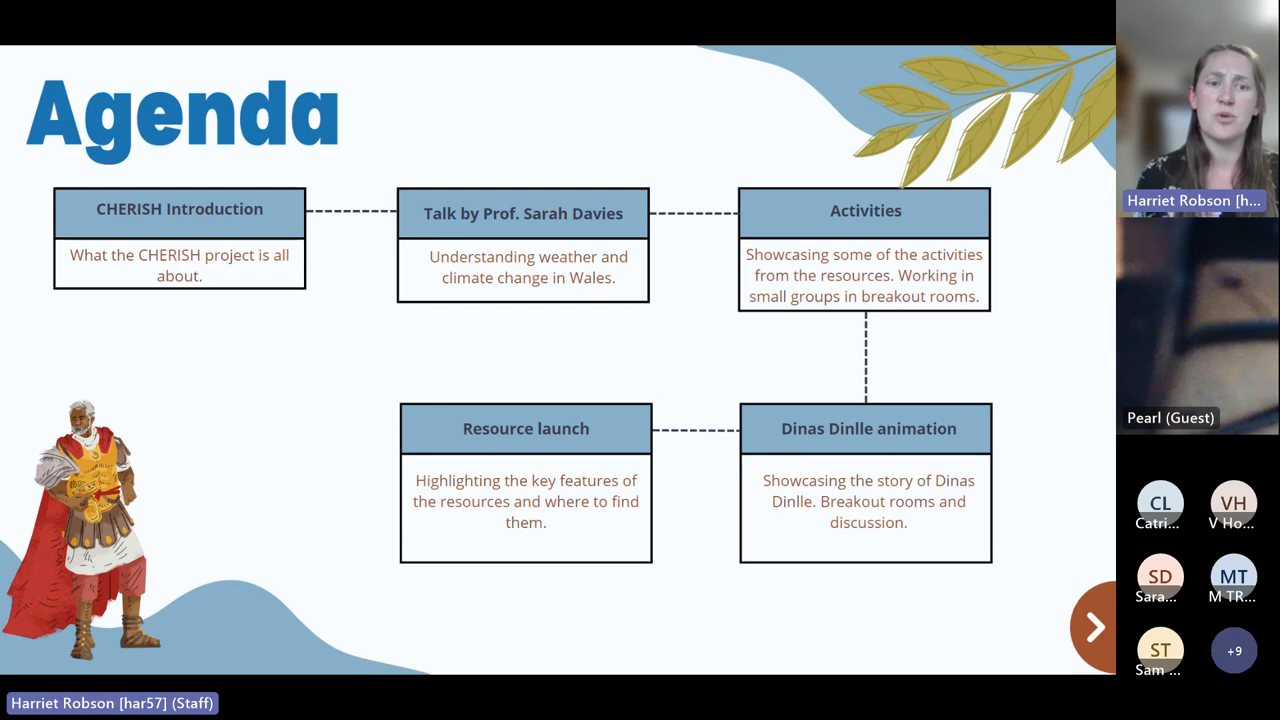 Agenda
CHERISH Introduction
What the CHERISH project is all
about.
Talk by Prof. Sarah Davies
Understanding weather and
climate change in Wales.
Activities
Showcasing some of the activities
from the resources. Working in
small groups in breakout rooms.
Resource launch
Highlighting the key features of
the resources and where to find
them.
Dinas Dinlle animation
Showcasing the story of Dinas
Dinlle. Breakout rooms and
discussion.
Harriet Robson [har57] (Staff)
Harriet Robson [h...
Pearl (Guest)
CL
Catri...
VH
V Ho...
SD
Sara...
MT
M TR...
ST
Sam ...
+9